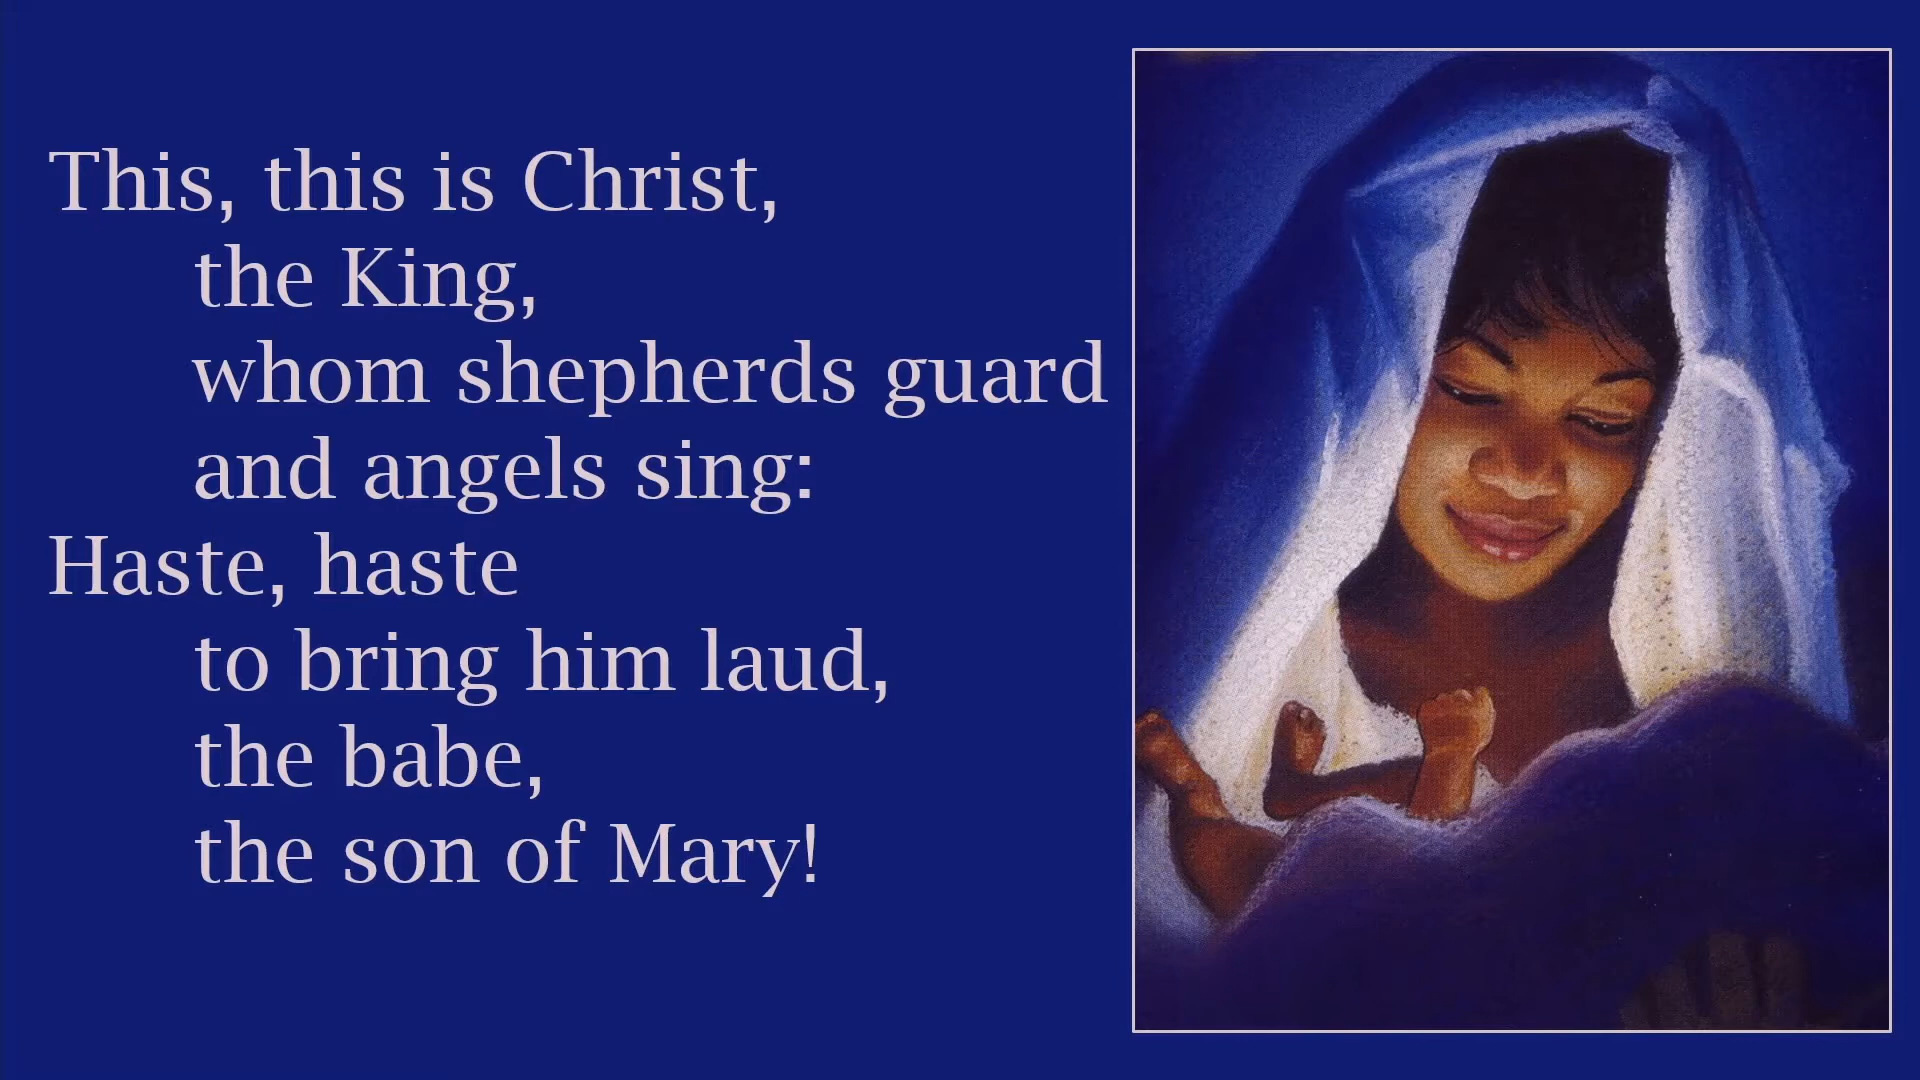 This, this is Christ,
the King,
whom shepherds guard
and angels sing:
Haste, haste
to bring him laud,
the babe,
the son of Mary!